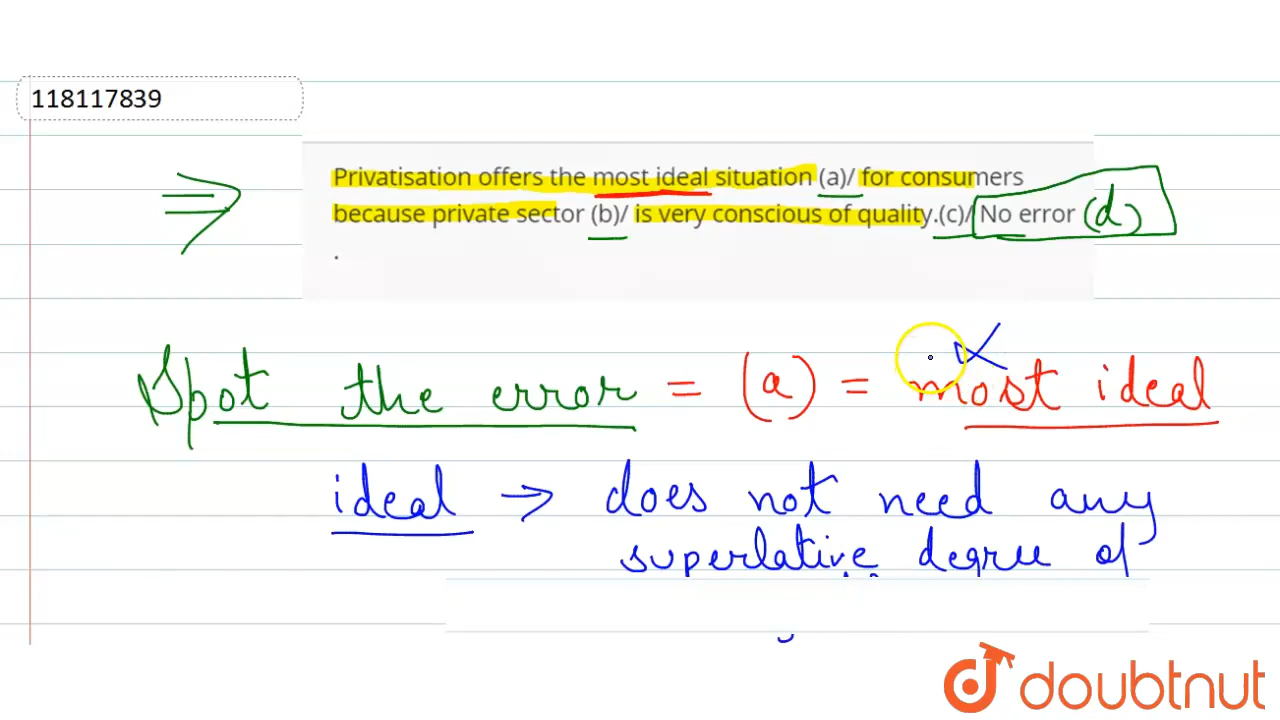 118117839
Privatisation offers the most ideal situation (a)/ for consumers
because private sector (b)/ is very conscious of quality.(c)/ No error (d)
.
Spot the error = (a) = most ideal
ideal → does not need any
superlative degree of
doubtnut